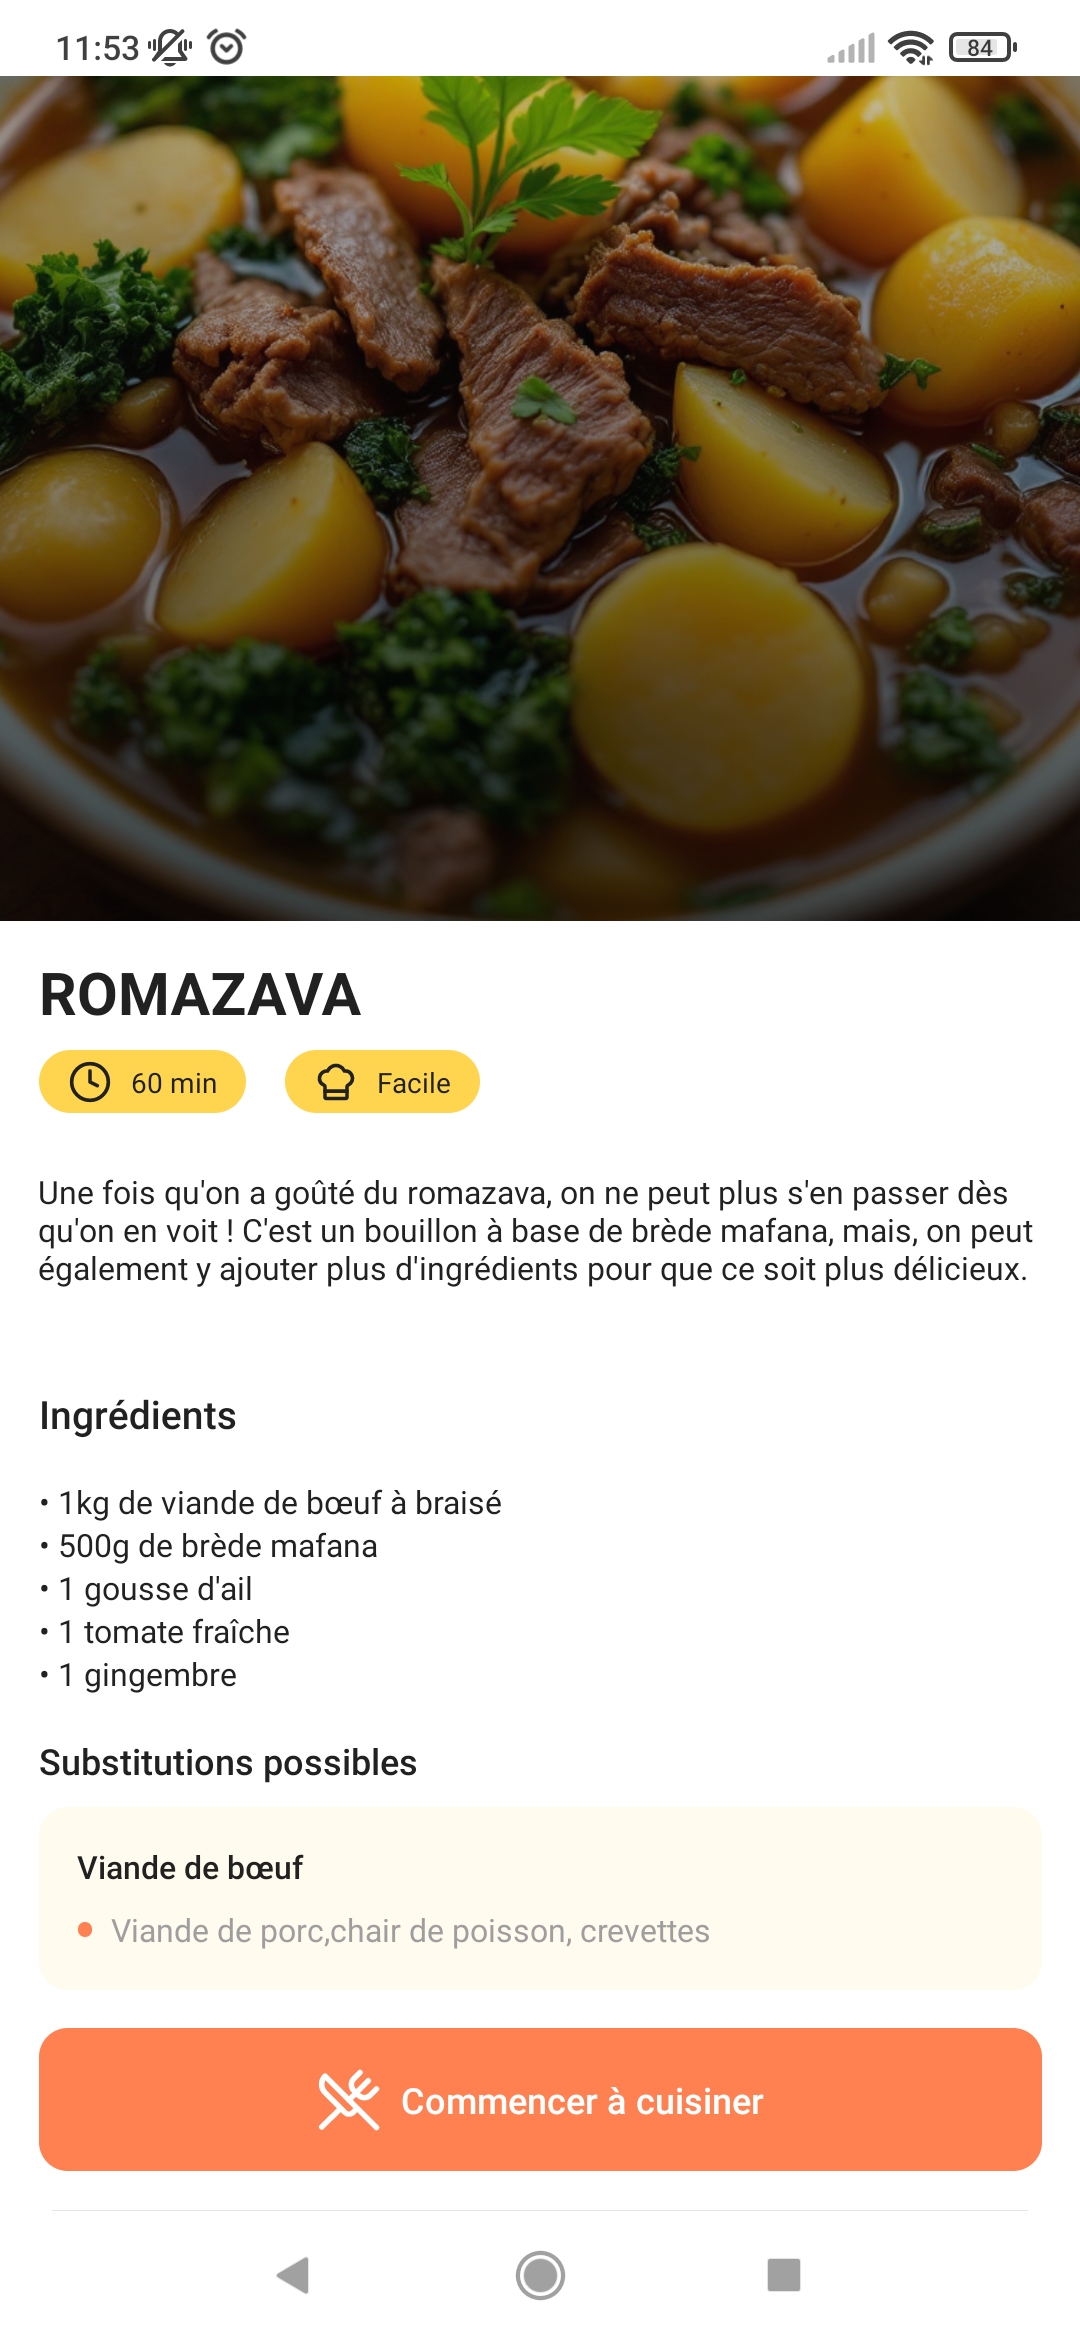 11:53
84
ROMAZAVA
60 min
Facile
Une fois qu'on a goûté du romazava, on ne peut plus s'en passer dès
qu'on en voit ! C'est un bouillon à base de brède mafana, mais, on peut
également y ajouter plus d'ingrédients pour que ce soit plus délicieux.
Ingrédients
• 1kg de viande de bœuf à braisé
• 500g de brède mafana
• 1 gousse d'ail
• 1 tomate fraîche
• 1 gingembre
Substitutions possibles
Viande de bœuf
Viande de porc,chair de poisson, crevettes
Commencer à cuisiner